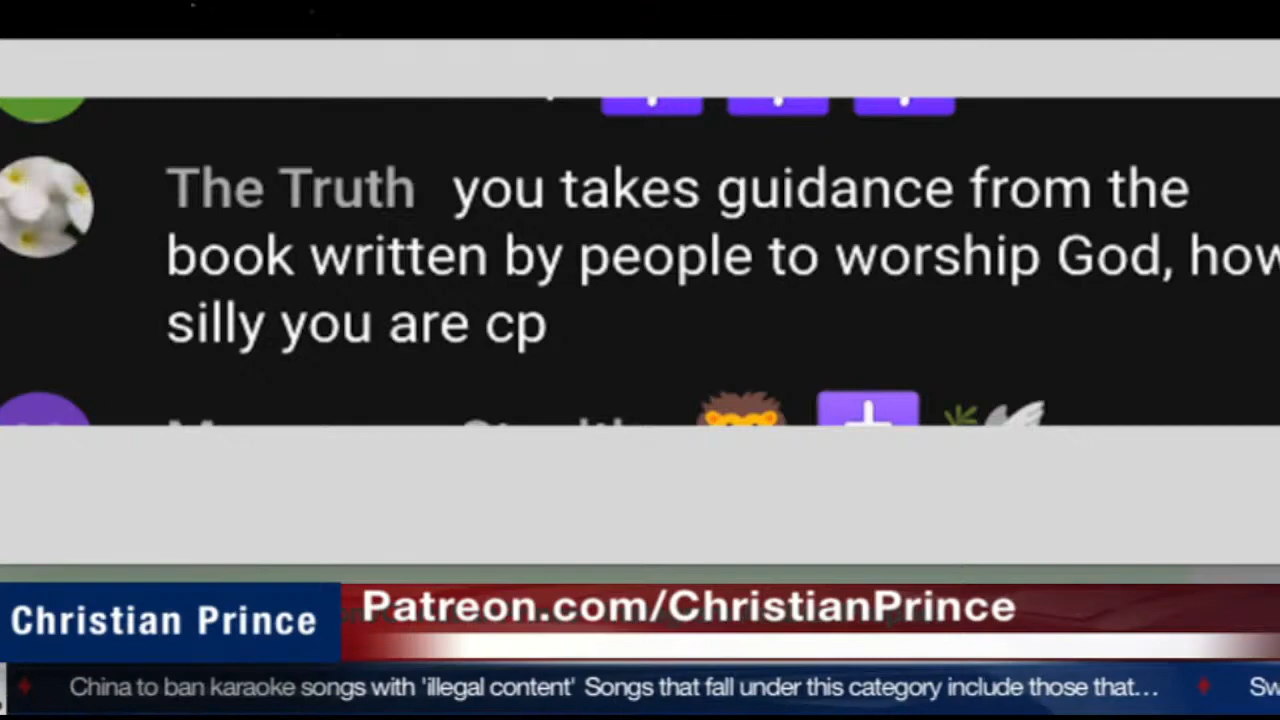 The Truth you takes guidance from the
book written by people to worship God, how
silly you are cp
Christian Prince
Patreon.com/ChristianPrince
China to ban karaoke songs with 'illegal content' Songs that fall under this category include those that... Sw